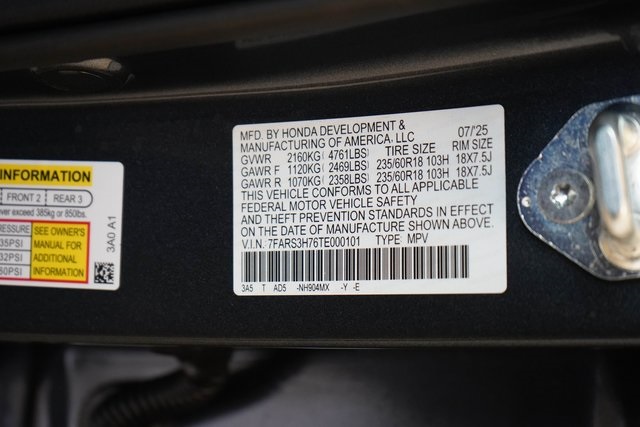 MFD. BY HONDA DEVELOPMENT &
MANUFACTURING OF AMERICA, LLC 07/'25
GVWR 2160KG( 4761LBS) TIRE SIZE RIM SIZE
GAWR F 1120KG( 2469LBS) 235/60R18 103H 18X7.5J
GAWR R 1070KG( 2358LBS) 235/60R18 103H 18X7.5J
THIS VEHICLE CONFORMS TO ALL APPLICABLE
FEDERAL MOTOR VEHICLE SAFETY
AND THEFT PREVENTION STANDARDS IN EFFECT
ON THE DATE OF MANUFACTURE SHOWN ABOVE.
V.I.N. 7FARS3H76TE000101 TYPE: MPV
3A5 T AD5 -NH904MX -Y -E
INFORMATION
FRONT 2 REAR 3
exceed 385kg or 850lbs.
SEE OWNER'S
35PSI MANUAL FOR
32PSI ADDITIONAL
60PSI INFORMATION
3A0 A1